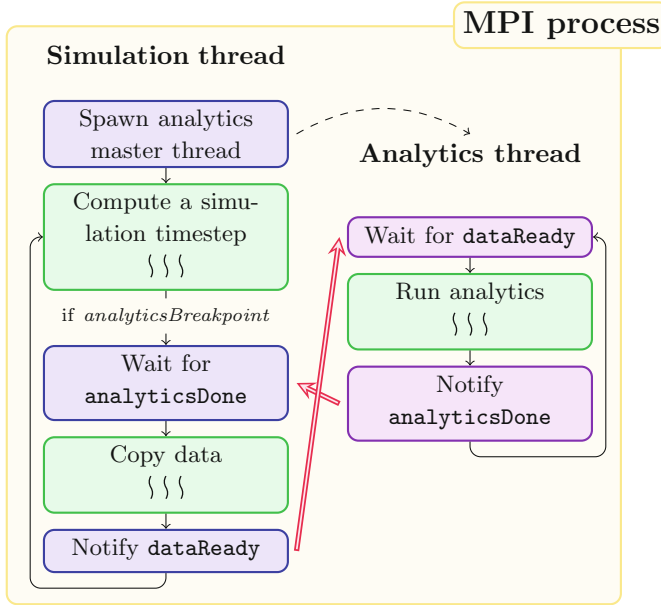 MPI process
Simulation thread
Spawn analytics
master thread
Compute a simu-
lation timestep
if analyticsBreakpoint
Wait for
analyticsDone
Copy data
Notify dataReady
Analytics thread
Wait for dataReady
Run analytics
Notify
analyticsDone